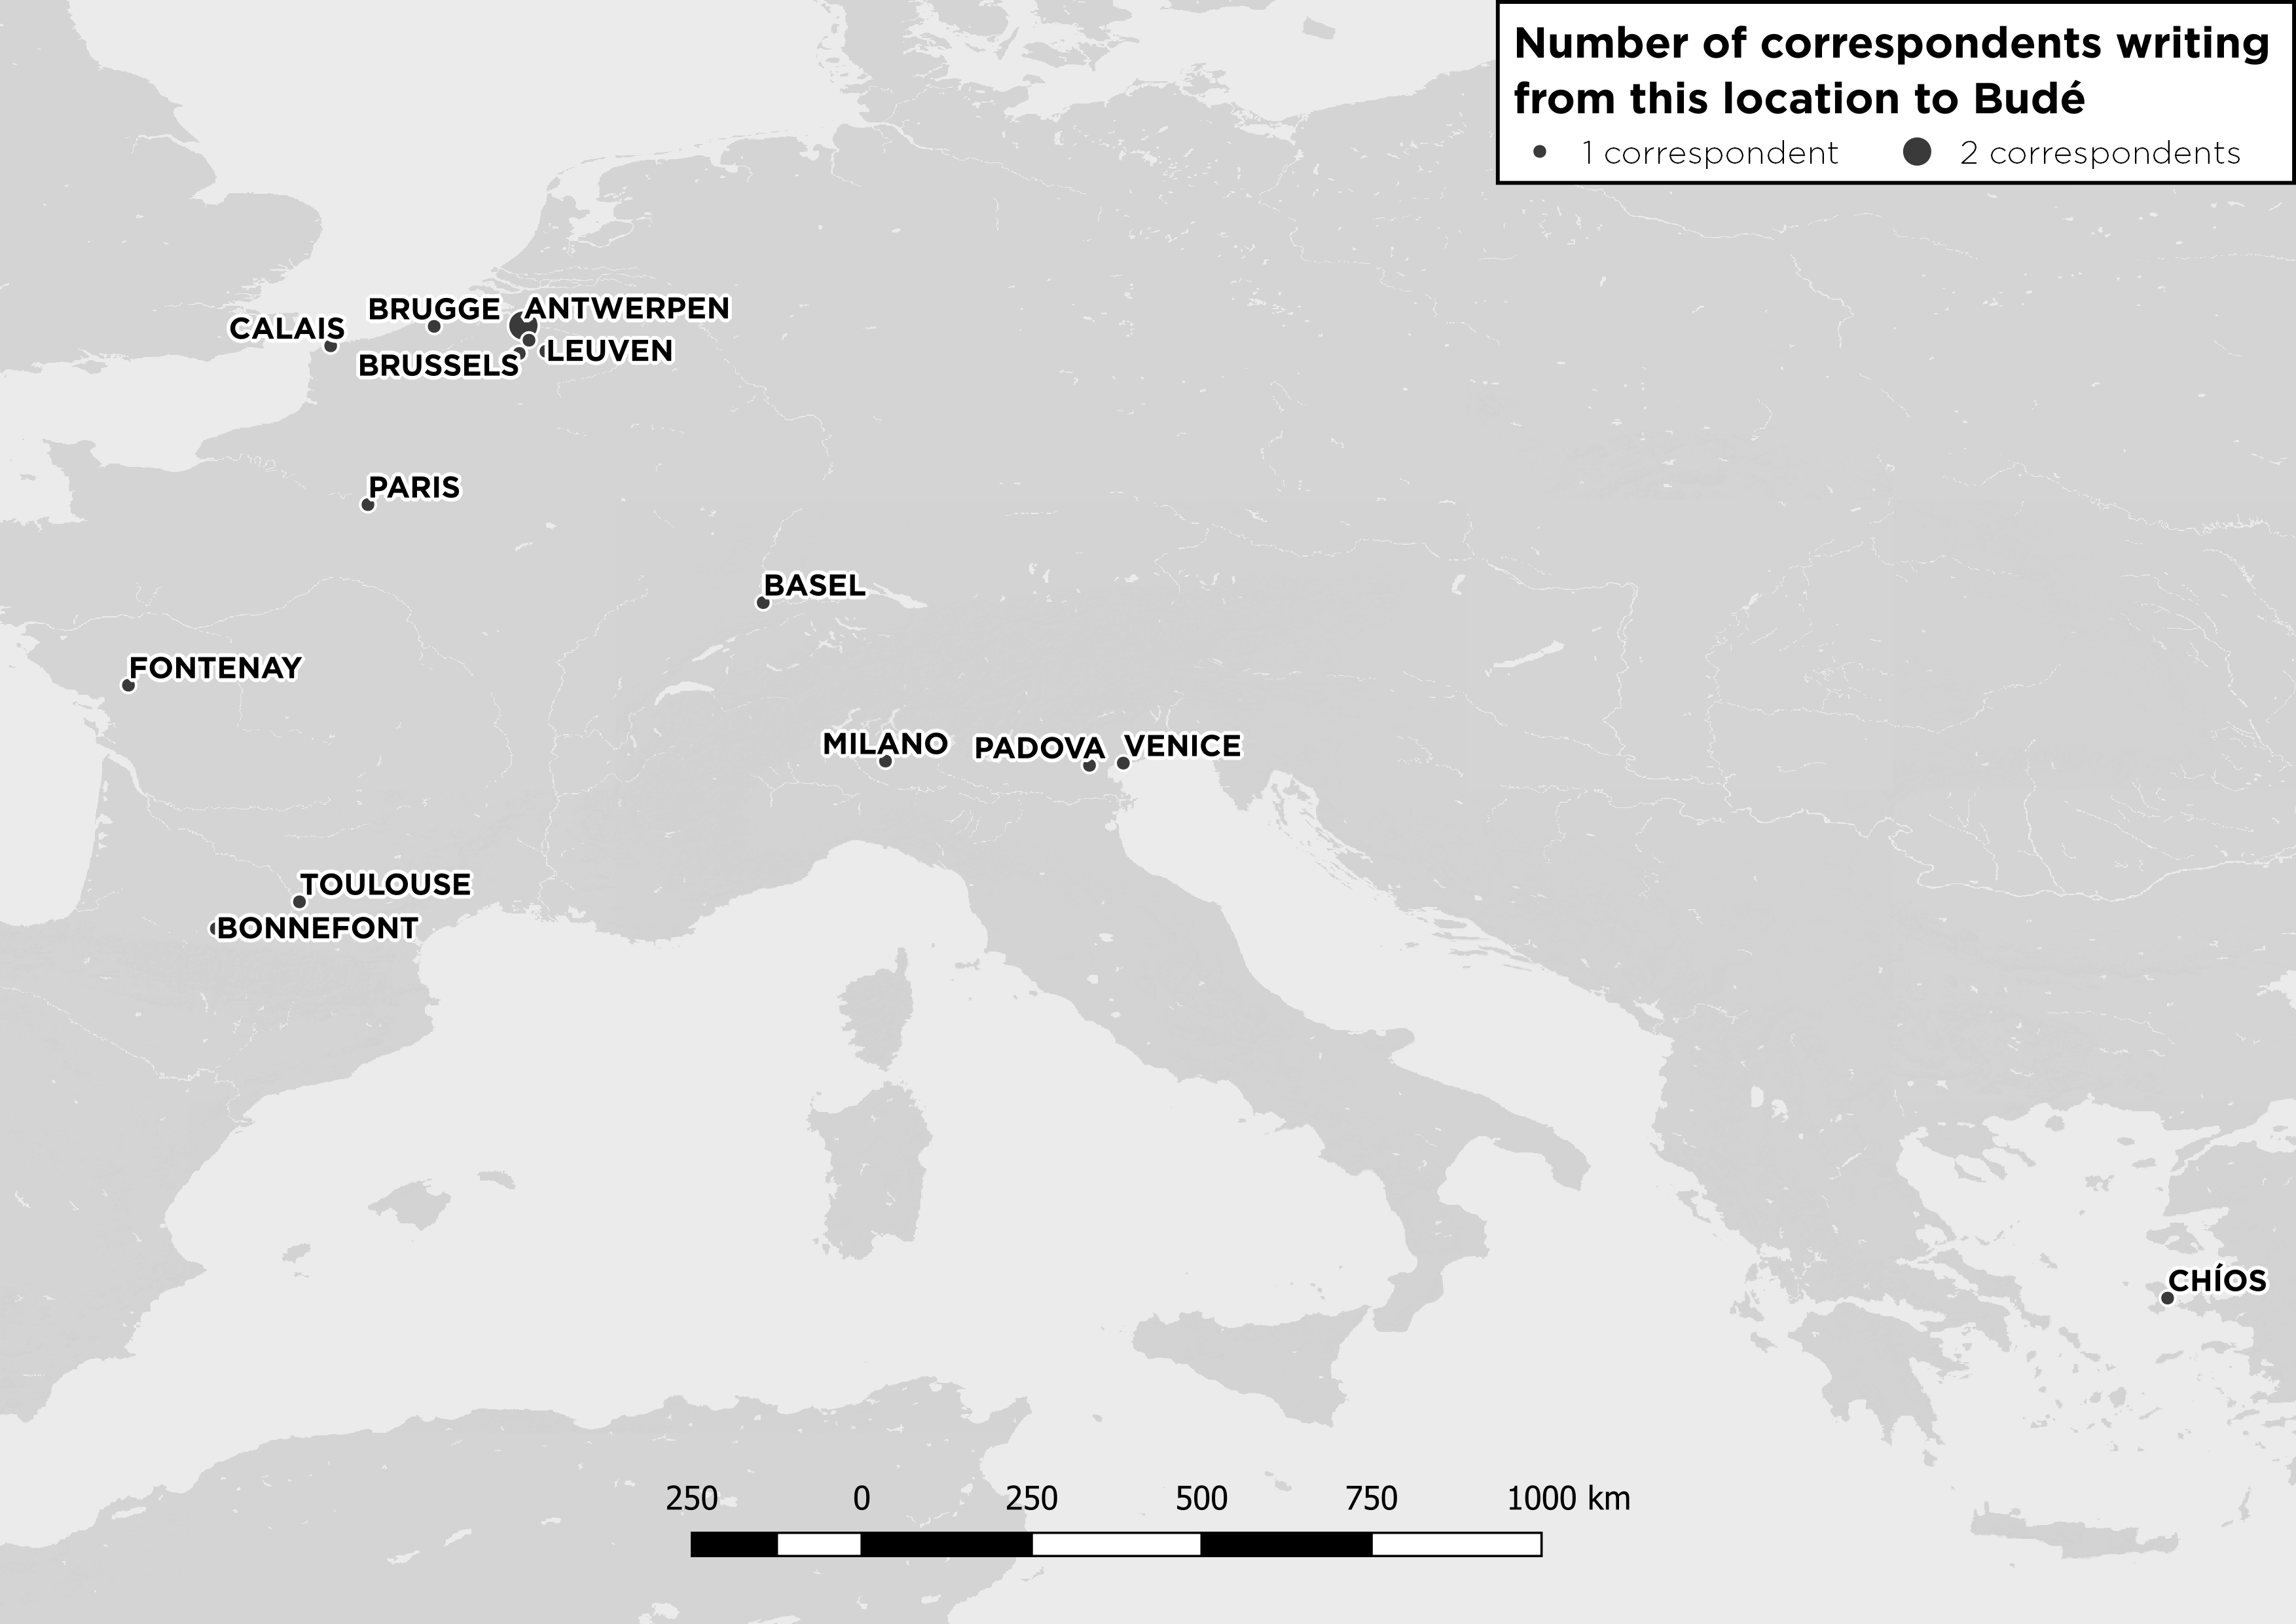 Number of correspondents writing
from this location to Budé
1 correspondent 2 correspondents
BRUGGE ANTWERPEN
CALAIS
BRUSSELS LEUVEN
PARIS
BASEL
FONTENAY
MILANO PADOVA VENICE
TOULOUSE
BONNEFONT
CHÍOS
250 0 250 500 750 1000 km